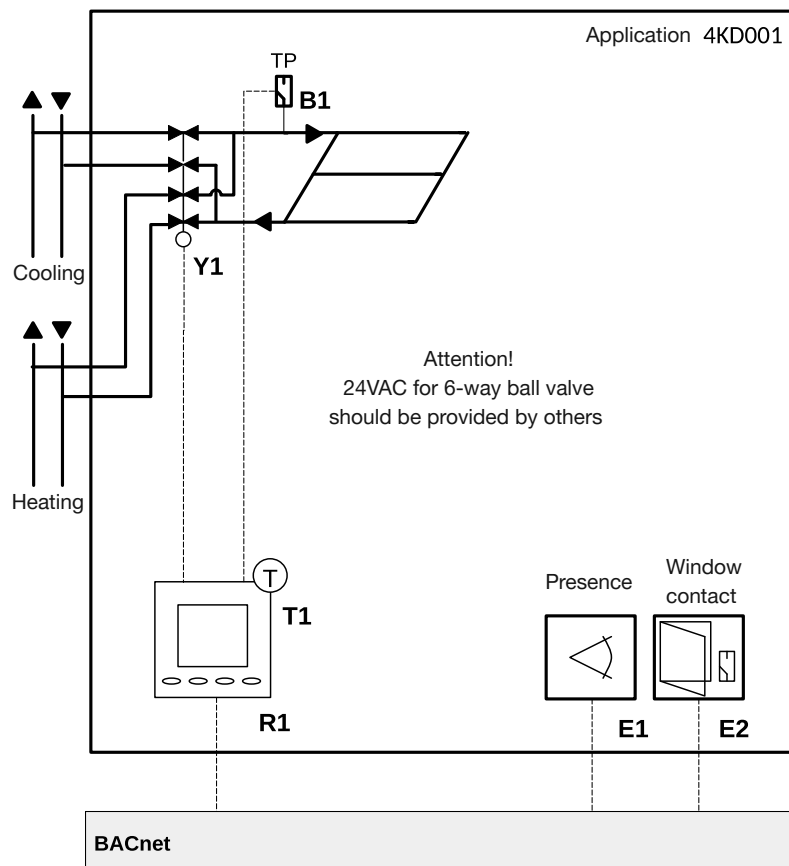 Application 4KD001
TP
B1
Cooling
Y1
Attention!
24VAC for 6-way ball valve
should be provided by others
Heating
T
T1
R1
Presence
Window
contact
E1
E2
BACnet